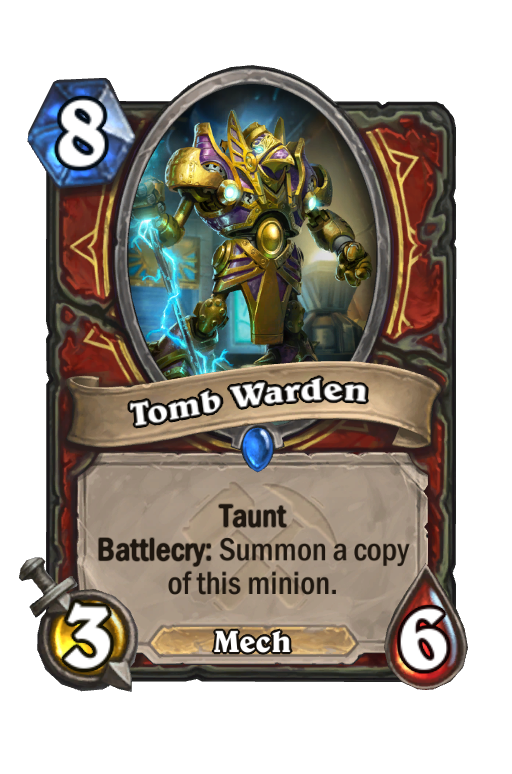 8
Tomb Warden
Taunt
Battlecry: Summon a copy
of this minion.
3
Mech
6